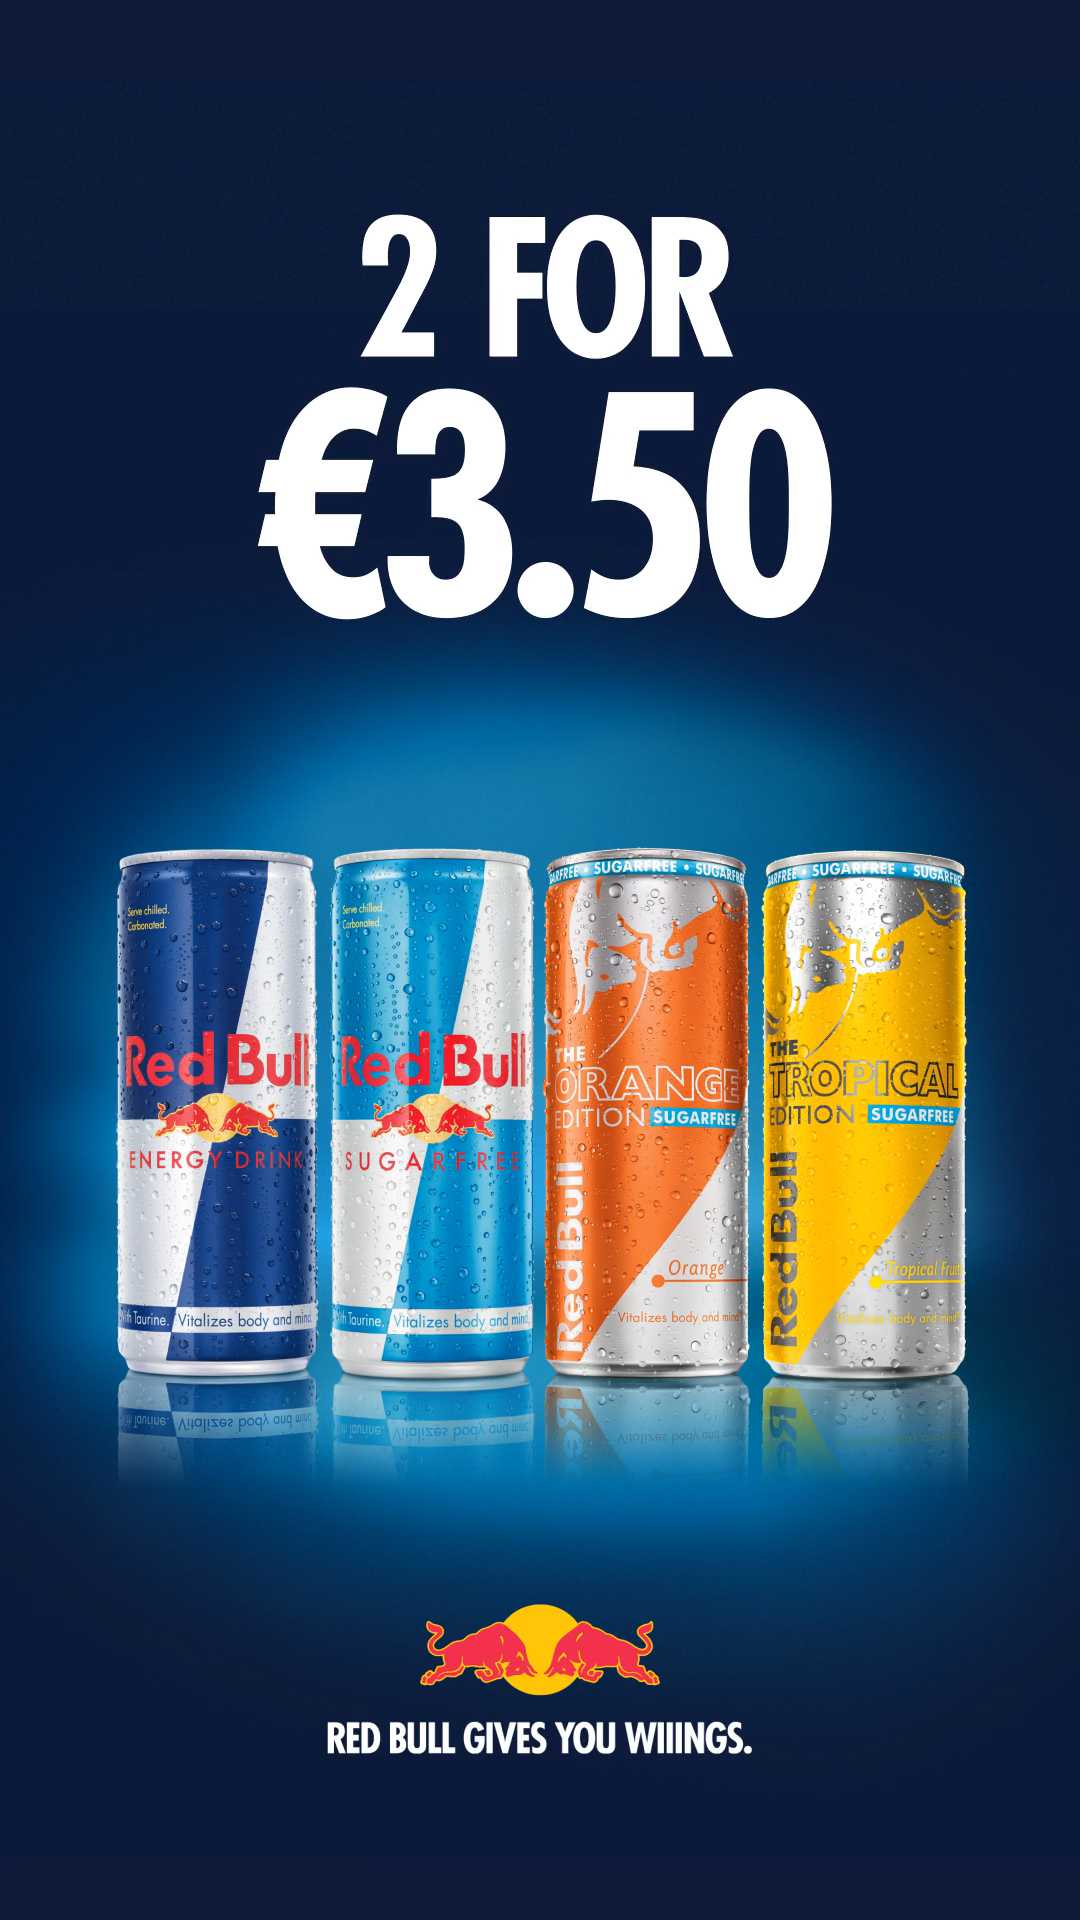 2 FOR
€3.50
Serve chilled.
Carbonated.
Red Bull
ENERGY DRINK
Taurine. Vitalizes body and mind.
Serve chilled.
Carbonated.
Red Bull
SUGARFREE
Taurine. Vitalizes body and mind.
SUGARFREE • SUGARFREE
THE
ORANGE
EDITION SUGARFREE
Red Bull
Orange
Vitalizes body and mind
SUGARFREE • SUGARFREE
THE
TROPICAL
EDITION SUGARFREE
Red Bull
Tropical Fruits
Vitalizes body and mind
RED BULL GIVES YOU WIIINGS.